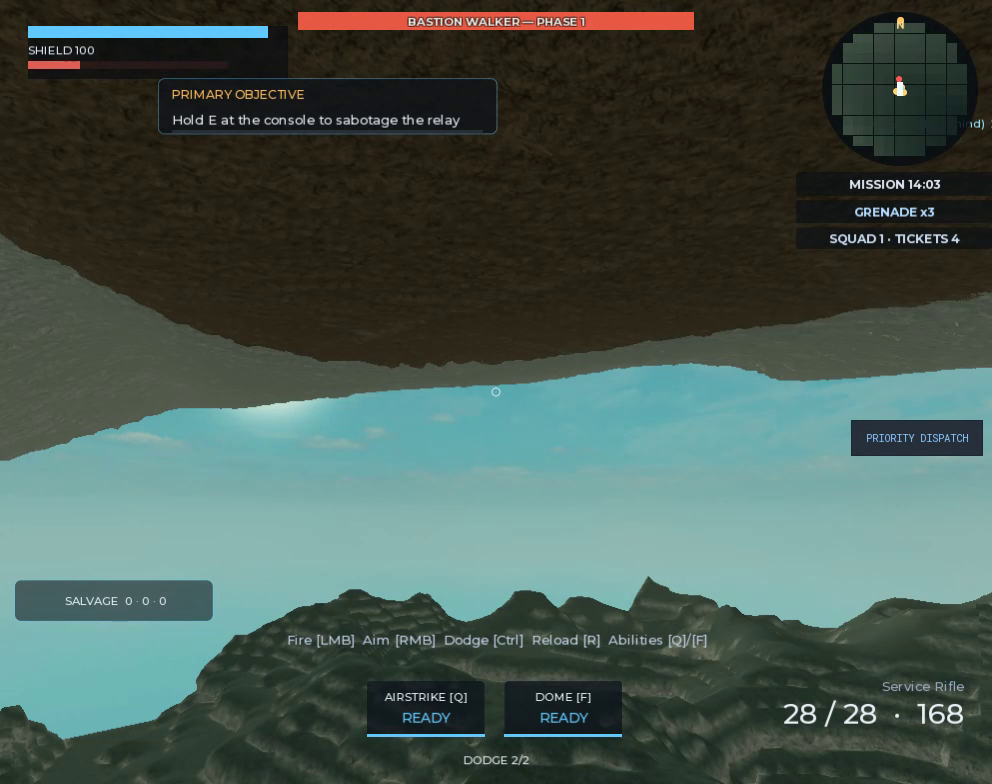 BASTION WALKER — PHASE 1
SHIELD 100
PRIMARY OBJECTIVE
Hold E at the console to sabotage the relay
N
MISSION 14:03
GRENADE x3
SQUAD 1 · TICKETS 4
PRIORITY DISPATCH
SALVAGE 0 · 0 · 0
Fire [LMB] Aim [RMB] Dodge [Ctrl] Reload [R] Abilities [Q]/[F]
AIRSTRIKE [Q]
READY
DOME [F]
READY
Service Rifle
28 / 28 · 168
DODGE 2/2